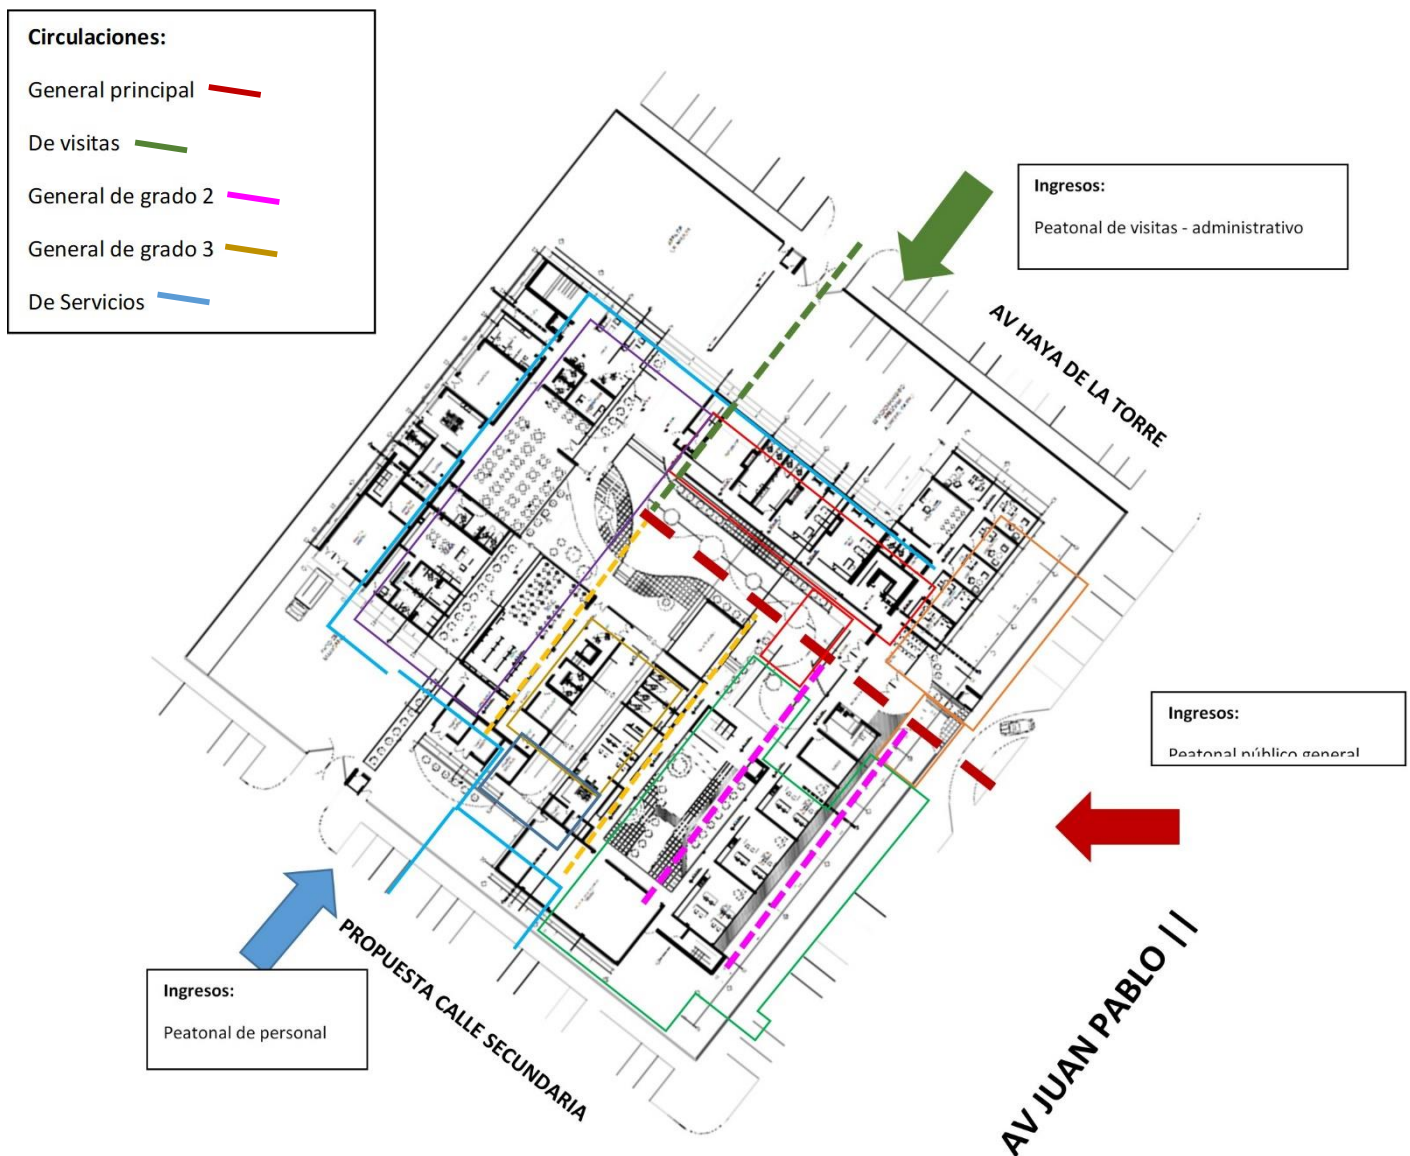 Circulaciones:
General principal
De visitas
General de grado 2
General de grado 3
De Servicios
Ingresos:
Peatonal de visitas - administrativo
AV HAYA DE LA TORRE
Ingresos:
Peatonal público general
Ingresos:
Peatonal de personal
PROPUESTA CALLE SECUNDARIA
AV JUAN PABLO II